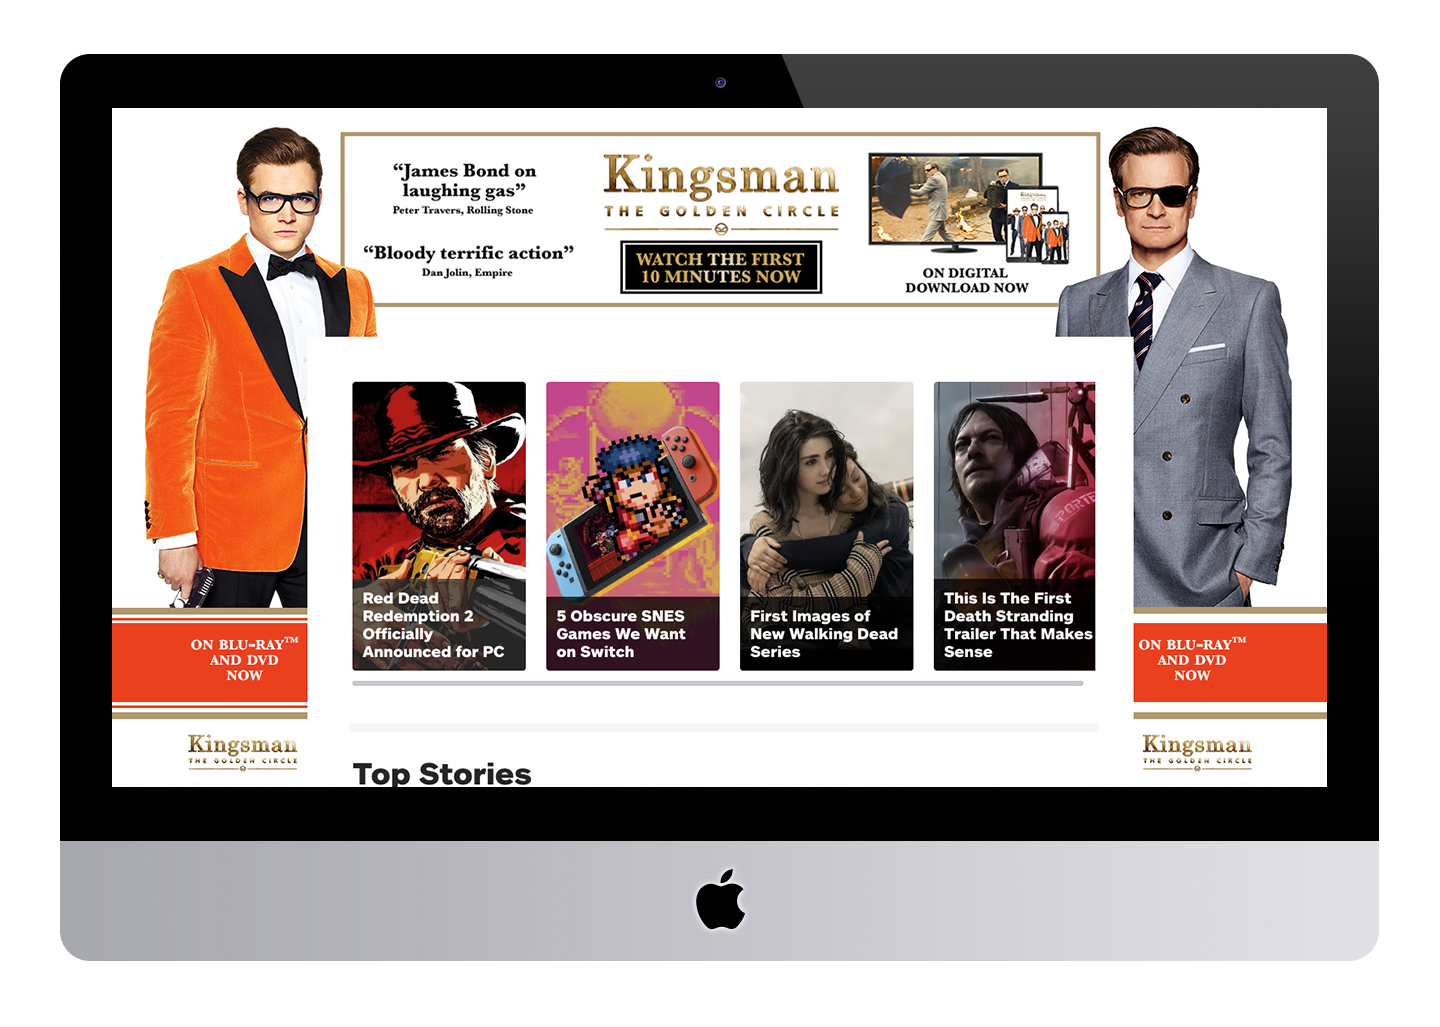 “James Bond on
laughing gas”
Peter Travers, Rolling Stone
“Bloody terrific action”
Dan Jolin, Empire
Kingsman
THE GOLDEN CIRCLE
WATCH THE FIRST
10 MINUTES NOW
ON DIGITAL
DOWNLOAD NOW
Red Dead
Redemption 2
Officially
Announced for PC
5 Obscure SNES
Games We Want
on Switch
First Images of
New Walking Dead
Series
PORTER
This Is The First
Death Stranding
Trailer That Makes
Sense
ON BLU-RAY™
AND DVD
NOW
Kingsman
THE GOLDEN CIRCLE
ON BLU-RAY™
AND DVD
NOW
Kingsman
THE GOLDEN CIRCLE
Top Stories